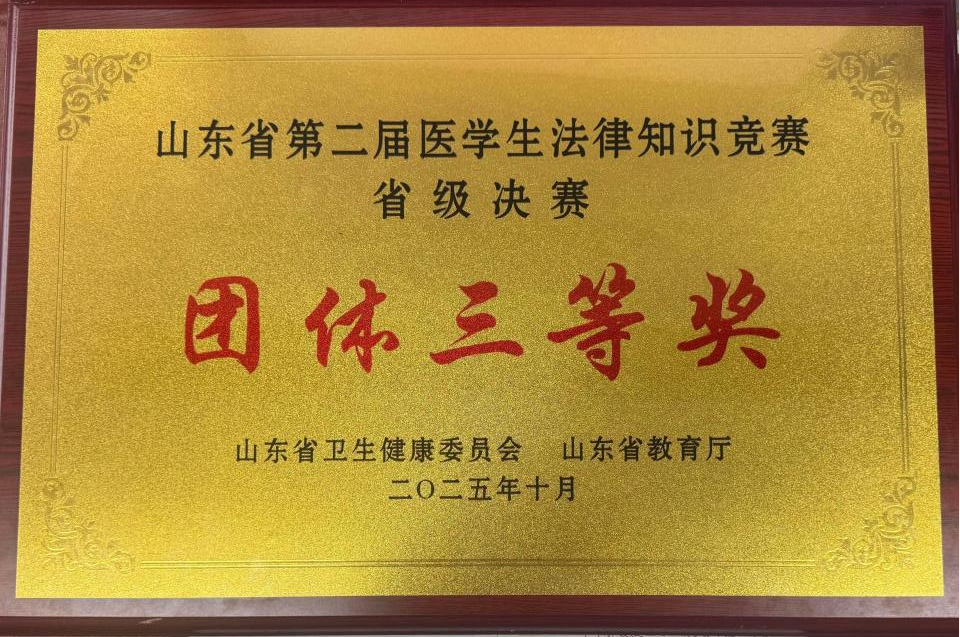 山东省第二届医学生法律知识竞赛
省级决赛
团体三等奖
山东省卫生健康委员会 山东省教育厅
二〇二五年十月